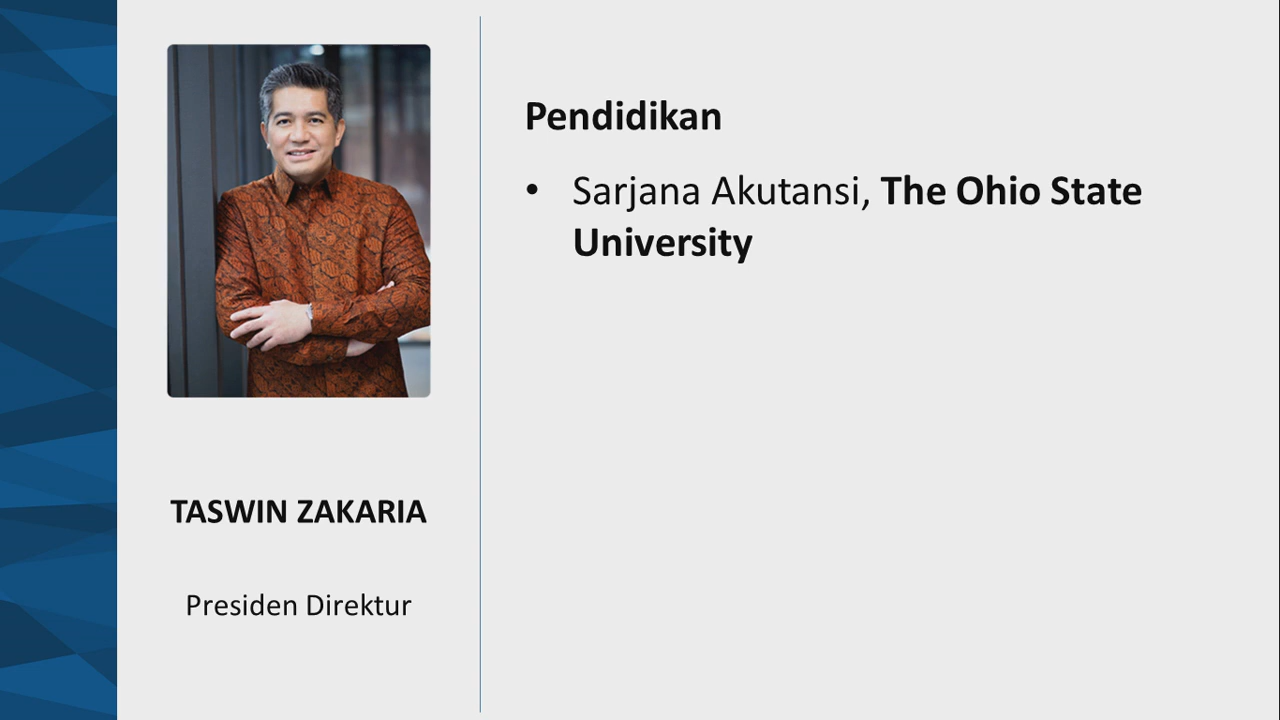 Pendidikan
• Sarjana Akutansi, The Ohio State
University
TASWIN ZAKARIA
Presiden Direktur